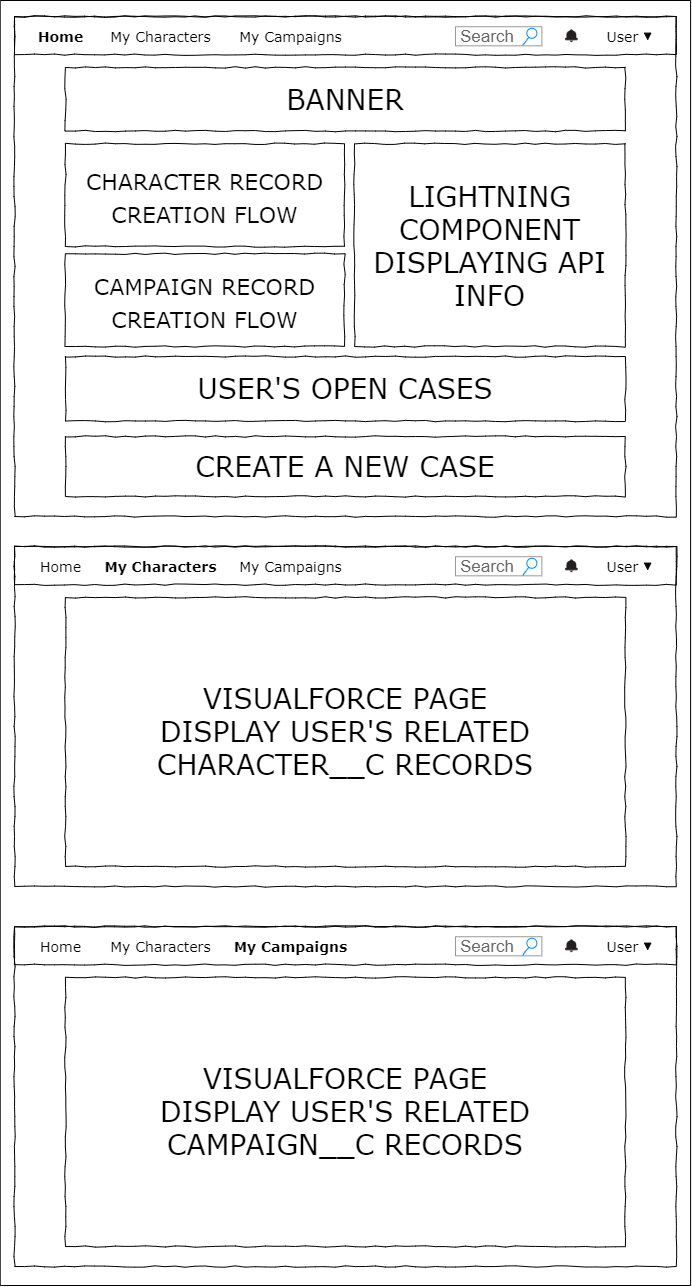 Home My Characters My Campaigns Search User ▼
BANNER
CHARACTER RECORD
CREATION FLOW
LIGHTNING
COMPONENT
DISPLAYING API
INFO
CAMPAIGN RECORD
CREATION FLOW
USER'S OPEN CASES
CREATE A NEW CASE
Home My Characters My Campaigns Search User ▼
VISUALFORCE PAGE
DISPLAY USER'S RELATED
CHARACTER__C RECORDS
Home My Characters My Campaigns Search User ▼
VISUALFORCE PAGE
DISPLAY USER'S RELATED
CAMPAIGN__C RECORDS